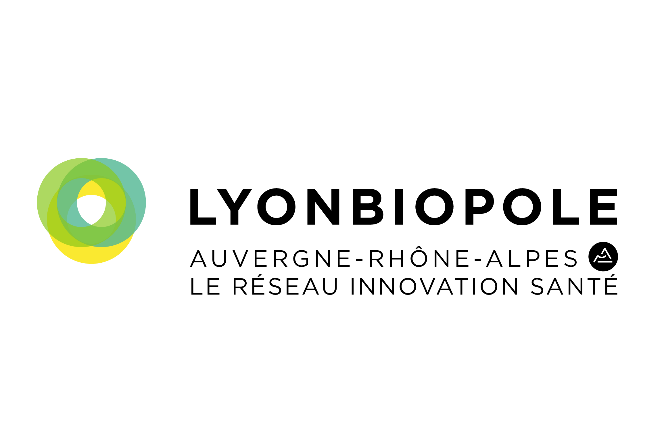 LYONBIOPOLE
AUVERGNE-RHÔNE-ALPES
LE RÉSEAU INNOVATION SANTÉ